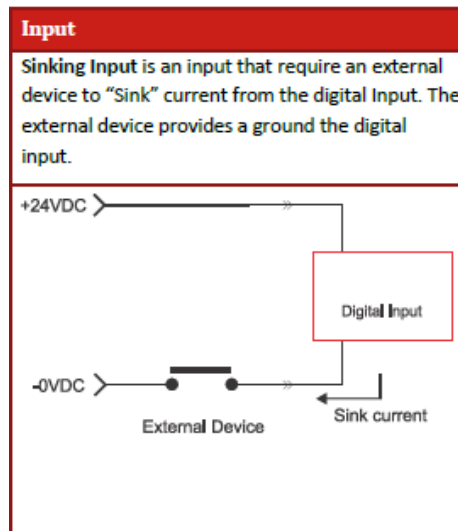 Input
Sinking Input is an input that require an external
device to “Sink” current from the digital Input. The
external device provides a ground the digital
input.
+24VDC
Digital Input
-0VDC
External Device
Sink current